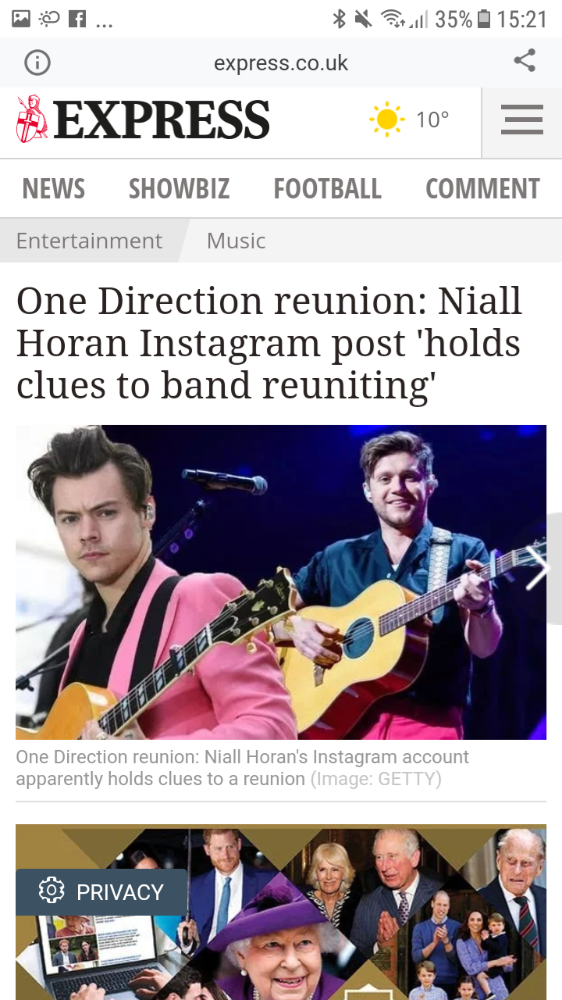 ... 35% 15:21
express.co.uk
EXPRESS 10°
NEWS SHOWBIZ FOOTBALL COMMENT
Entertainment Music
One Direction reunion: Niall
Horan Instagram post 'holds
clues to band reuniting'
One Direction reunion: Niall Horan's Instagram account
apparently holds clues to a reunion (Image: GETTY)
PRIVACY